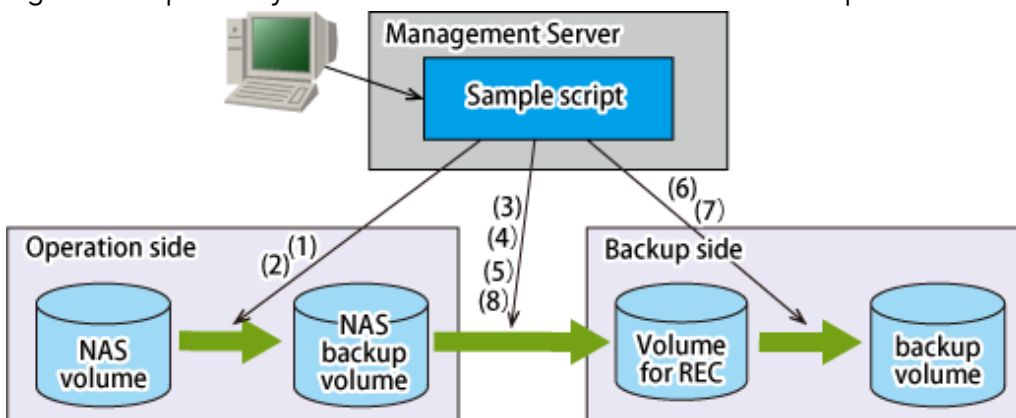 Management Server
Sample script
(6)
(7)
(3)
(4)
(5)
(8)
(1)
(2)
Operation side
Backup side
NAS
volume
NAS
backup
volume
Volume
for REC
backup
volume